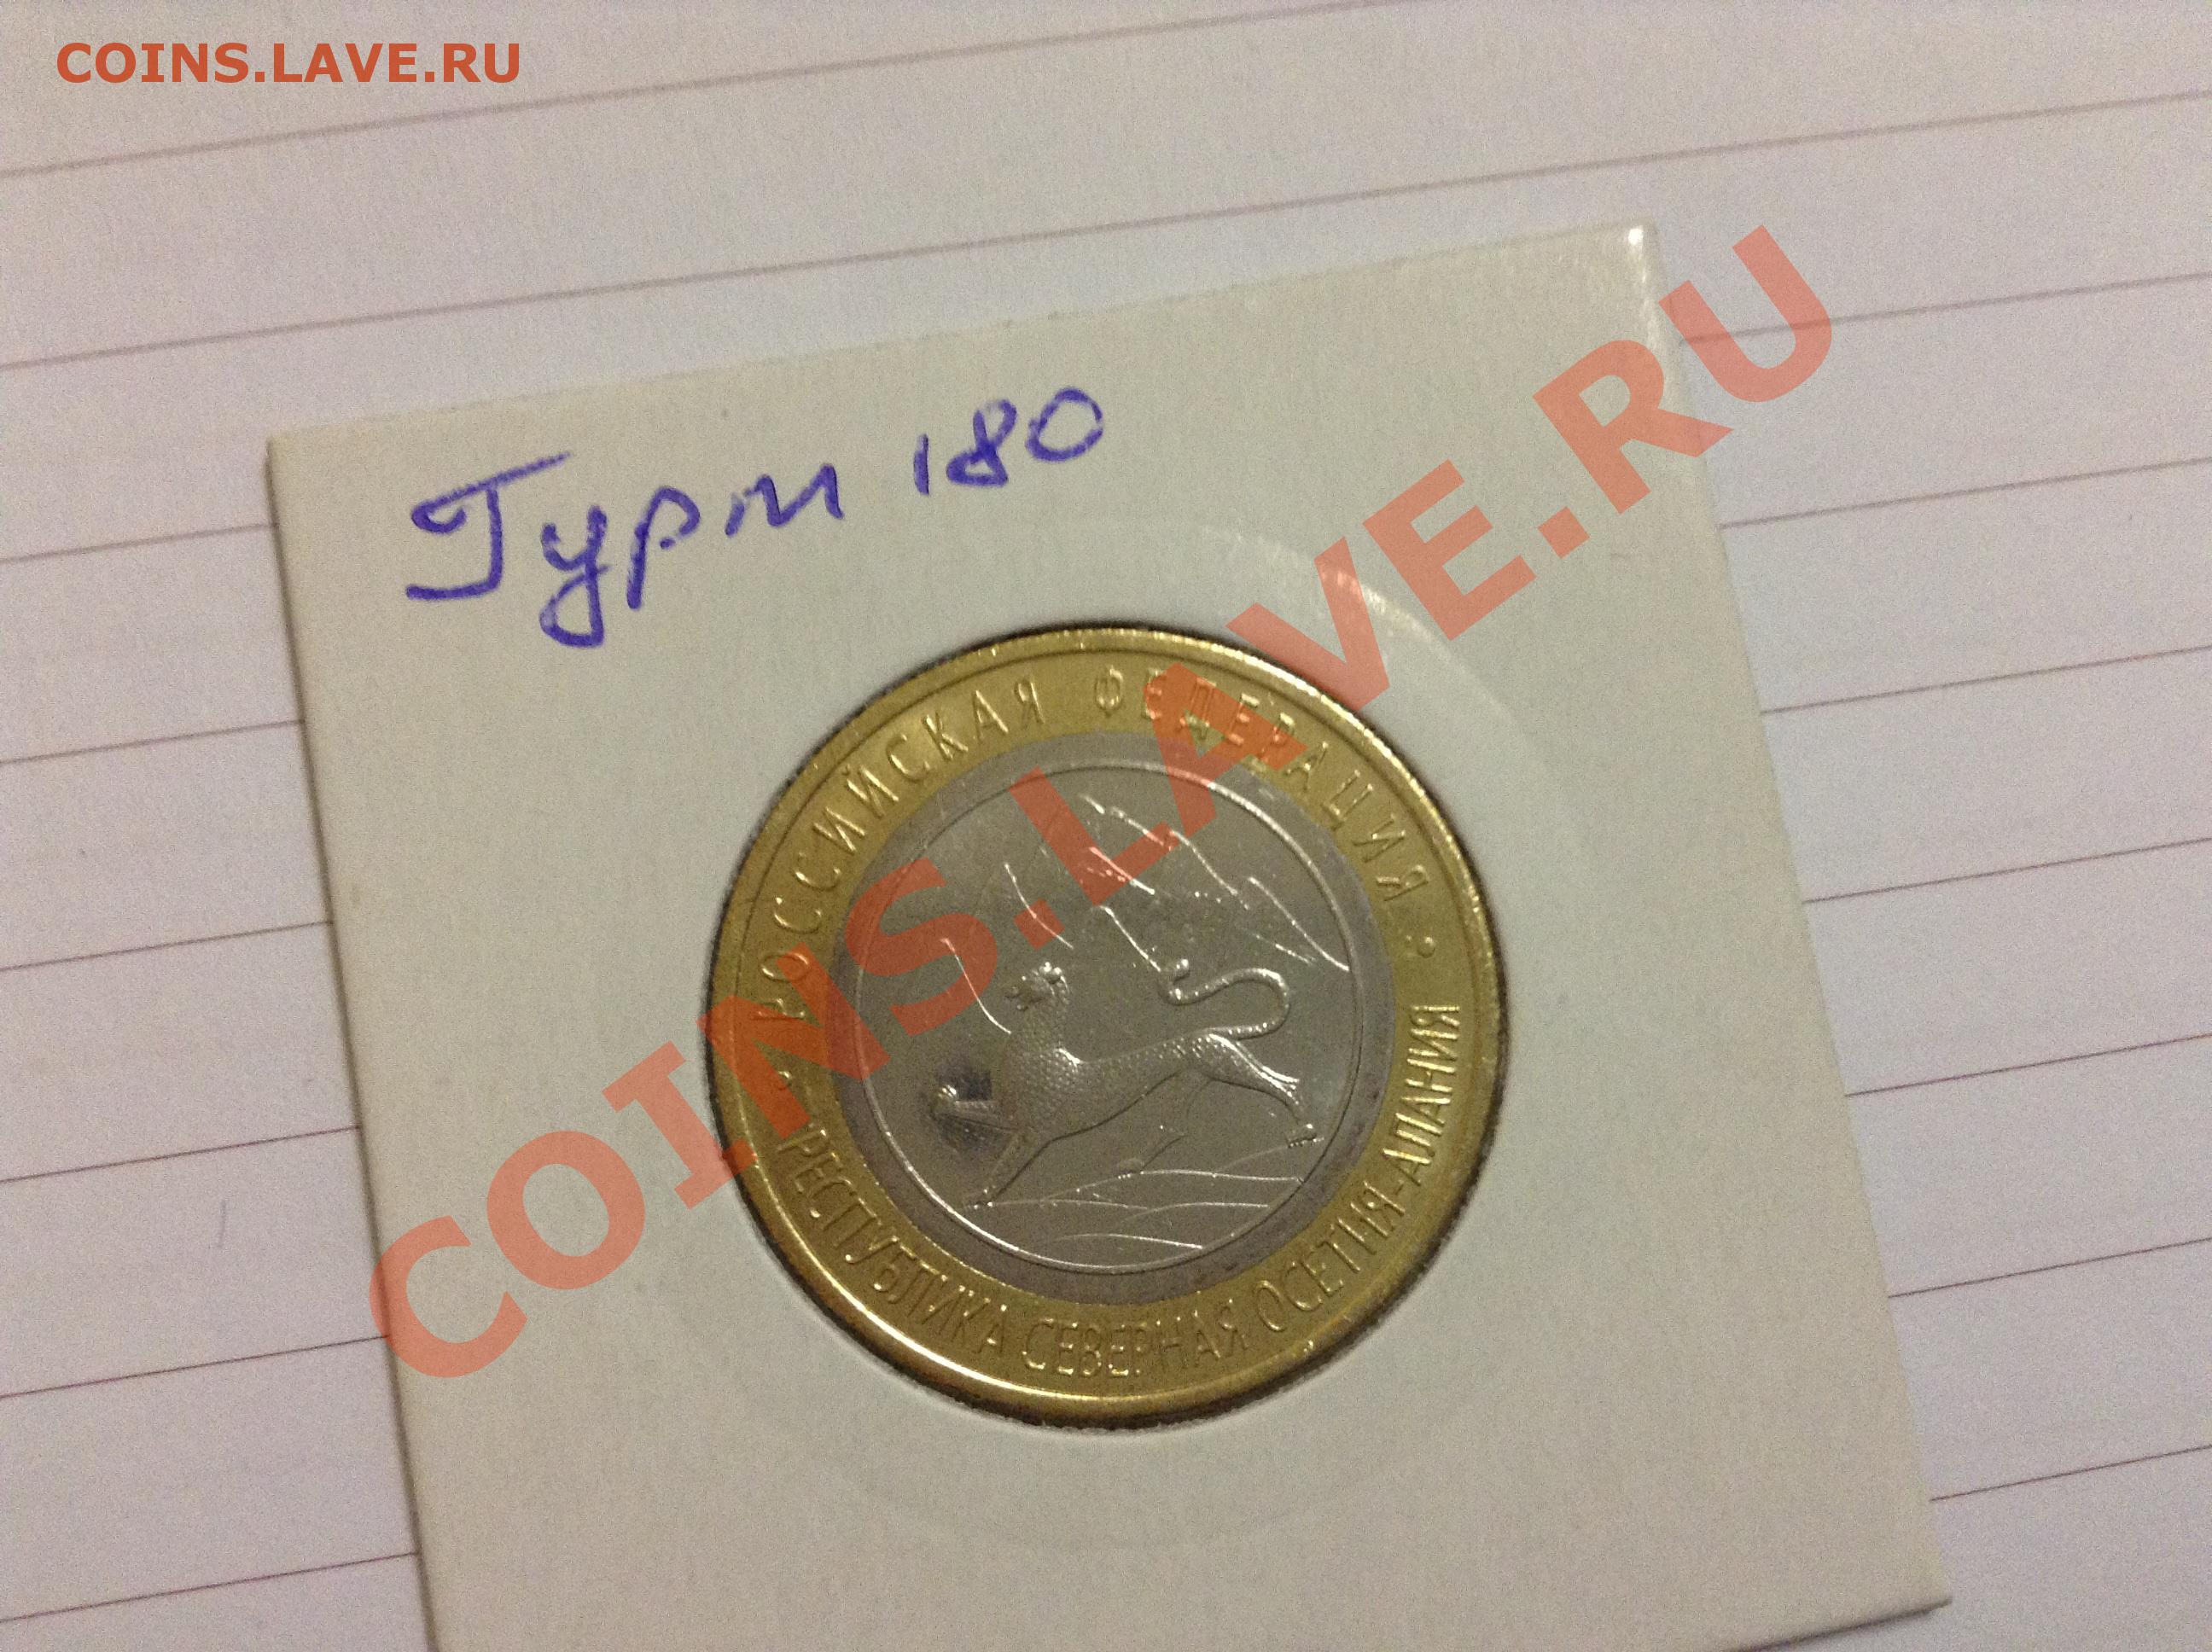 COINS.LAVE.RU
Гурт 180
РОССИЙСКАЯ ФЕДЕРАЦИЯ
РЕСПУБЛИКА СЕВЕРНАЯ ОСЕТИЯ-АЛАНИЯ
COINS.LAVE.RU